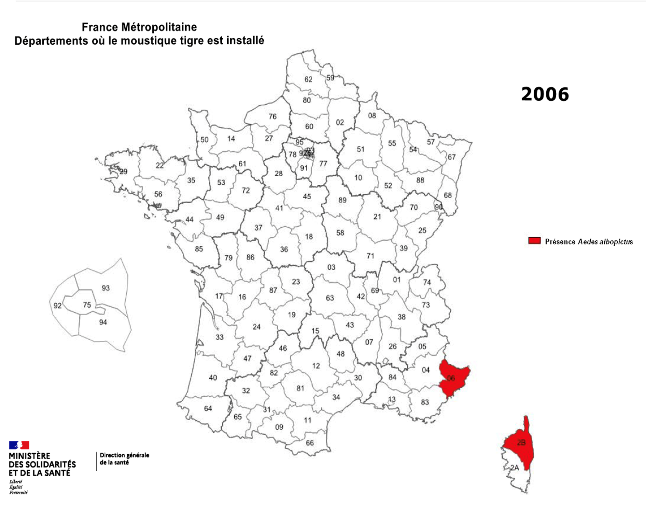 France Métropolitaine
Départements où le moustique tigre est installé
2006
62 59
80
76 02 08
60
50 14 27 95 51 55 54 57 67
78 77
29 22 61 91 10 88
35 53 28 52 68
56 72 45 89 70 90
41 21
44 49 37 18 58 25
36 39
85 79 86 71
03
17 16 87 23 63 42 69 01 74
73
24 19 38
33 15 43
46 48 07 26 05
47 82 12 04 06
40 32 81 30 84
34 13 83
64 65 31 11
09
66
2B
2A
93
92 75
94
Présence Aedes albopictus
MINISTÈRE
DES SOLIDARITÉS
ET DE LA SANTÉ
Liberté
Égalité
Fraternité
Direction générale
de la santé